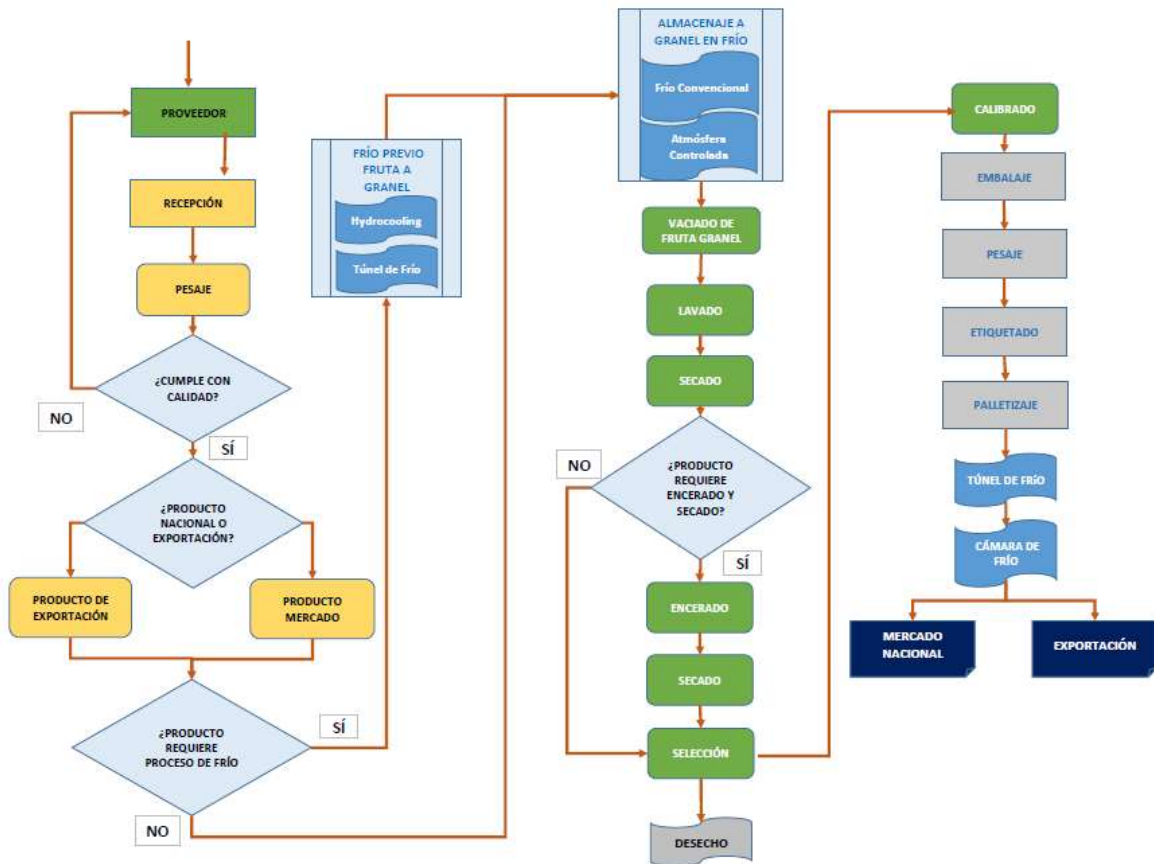 PROVEEDOR
RECEPCIÓN
PESAJE
¿CUMPLE CON
CALIDAD?
NO
SÍ
¿PRODUCTO
NACIONAL O
EXPORTACIÓN?
PRODUCTO DE
EXPORTACIÓN
PRODUCTO
MERCADO
¿PRODUCTO
REQUIERE
PROCESO DE FRÍO
SÍ
NO
FRÍO PREVIO
FRUTA A
GRANEL
Hydrocooling
Túnel de Frío
ALMACENAJE A
GRANEL EN FRÍO
Frío Convencional
Atmósfera
Controlada
VACIADO DE
FRUTA GRANEL
LAVADO
SECADO
¿PRODUCTO
REQUIERE
ENCERADO Y
SECADO?
NO
SÍ
ENCERADO
SECADO
SELECCIÓN
DESECHO
CALIBRADO
EMBALAJE
PESAJE
ETIQUETADO
PALLETIZAJE
TÚNEL DE FRÍO
CÁMARA DE
FRÍO
MERCADO
NACIONAL
EXPORTACIÓN